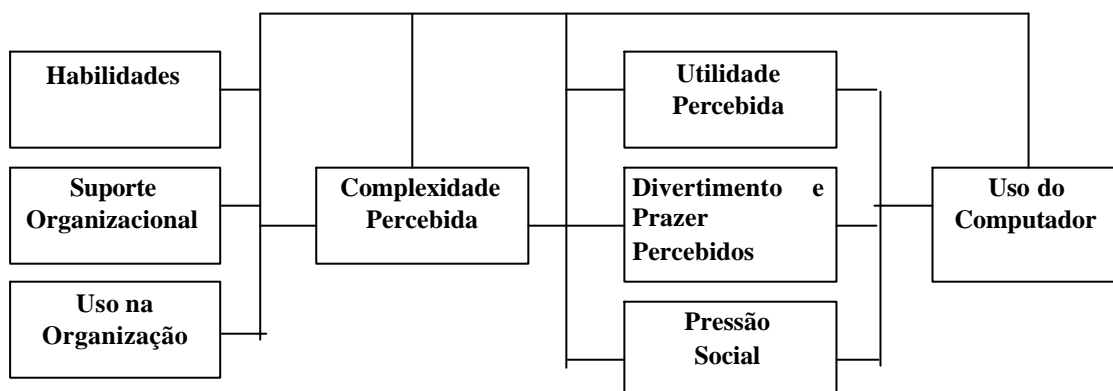 Habilidades
Suporte
Organizacional
Uso na
Organização
Complexidade
Percebida
Utilidade
Percebida
Divertimento e
Prazer
Percebidos
Pressão
Social
Uso do
Computador